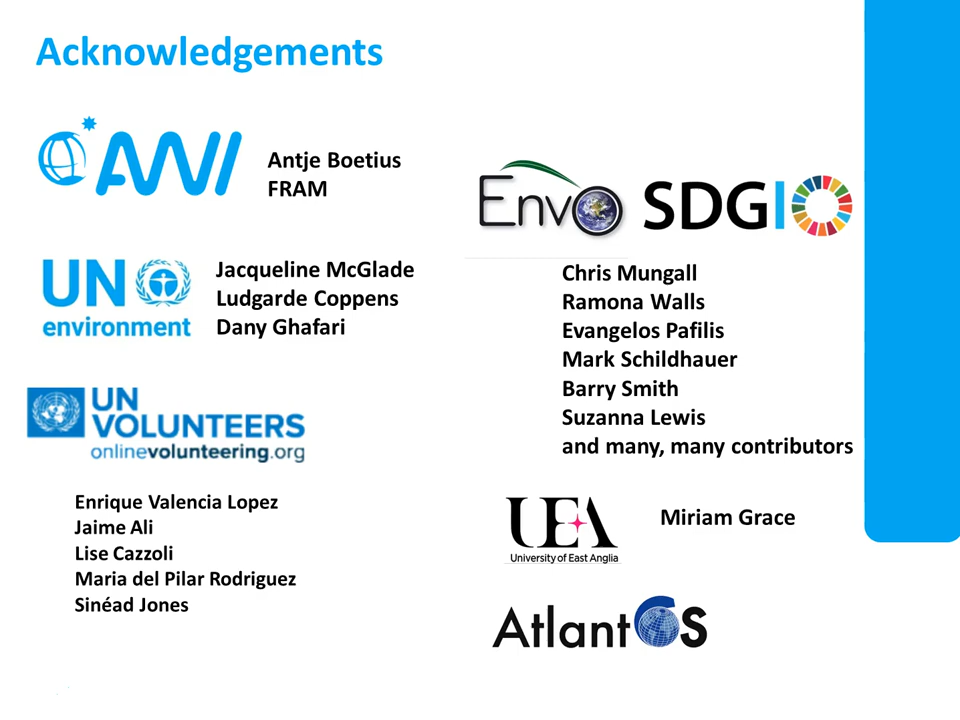 Acknowledgements
AWI
Antje Boetius
FRAM
UN
environment
Jacqueline McGlade
Ludgarde Coppens
Dany Ghafari
UN
VOLUNTEERS
onlinevolunteering.org
Enrique Valencia Lopez
Jaime Ali
Lise Cazzoli
Maria del Pilar Rodriguez
Sinéad Jones
EnvO
SDGIO
Chris Mungall
Ramona Walls
Evangelos Pafilis
Mark Schildhauer
Barry Smith
Suzanna Lewis
and many, many contributors
UEA
University of East Anglia
Miriam Grace
AtlantOS